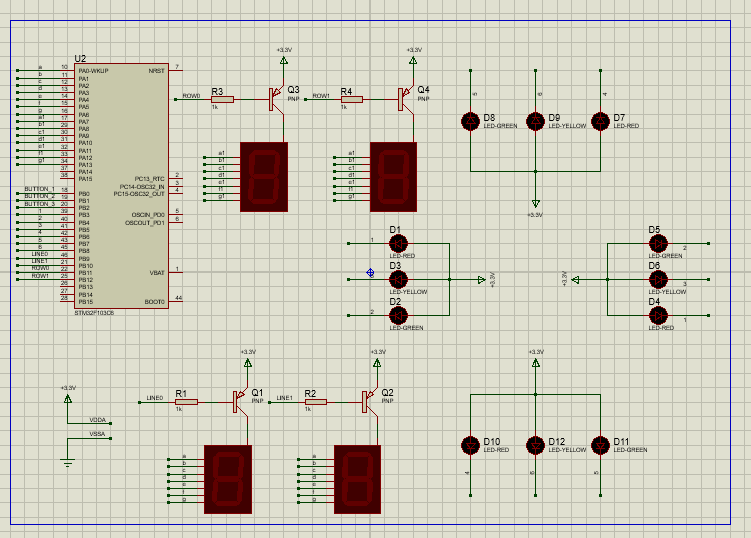 U2
a 10 PA0-WKUP NRST 7
b 11 PA1
c 12 PA2
d 13 PA3
e 14 PA4
f 15 PA5
g 16 PA6
a1 17 PA7
b1 29 PA8
c1 30 PA9
d1 31 PA10
e1 32 PA11
f1 33 PA12
g1 34 PA13
37 PA14
38 PA15
PC13_RTC 2
PC14-OSC32_IN 3
PC15-OSC32_OUT 4
BUTTON_1 18 PB0
BUTTON_2 19 PB1
BUTTON_3 20 PB2
1 39 PB3
2 40 PB4
3 41 PB5
4 42 PB6
5 43 PB7
6 45 PB8
LINE0 46 PB9
LINE1 21 PB10
ROW0 22 PB11
ROW1 25 PB12
26 PB13
27 PB14
28 PB15
OSCIN_PD0 5
OSCOUT_PD1 6
VBAT 1
BOOT0 44
STM32F103C6
+3.3V
ROW0
R3
1k
Q3
PNP
a1
b1
c1
d1
e1
f1
g1
+3.3V
ROW1
R4
1k
Q4
PNP
a1
b1
c1
d1
e1
f1
g1
5
6
4
D8
LED-GREEN
D9
LED-YELLOW
D7
LED-RED
+3.3V
1
D1
LED-RED
D3
LED-YELLOW
2
D2
LED-GREEN
+3.3V
+3.3V
D5
LED-GREEN
2
D6
LED-YELLOW
3
D4
LED-RED
1
+3.3V
VDDA
VSSA
+3.3V
LINE0
R1
1k
Q1
PNP
a
b
c
d
e
f
g
+3.3V
LINE1
R2
1k
Q2
PNP
a
b
c
d
e
f
g
+3.3V
D10
LED-RED
D12
LED-YELLOW
D11
LED-GREEN
4
6
5